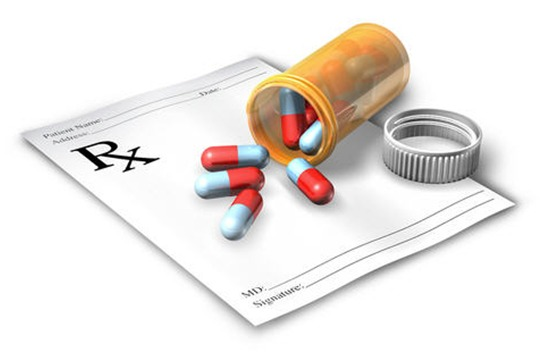 Patient Name: Date:
Address:
Rx
MD:
Signature: